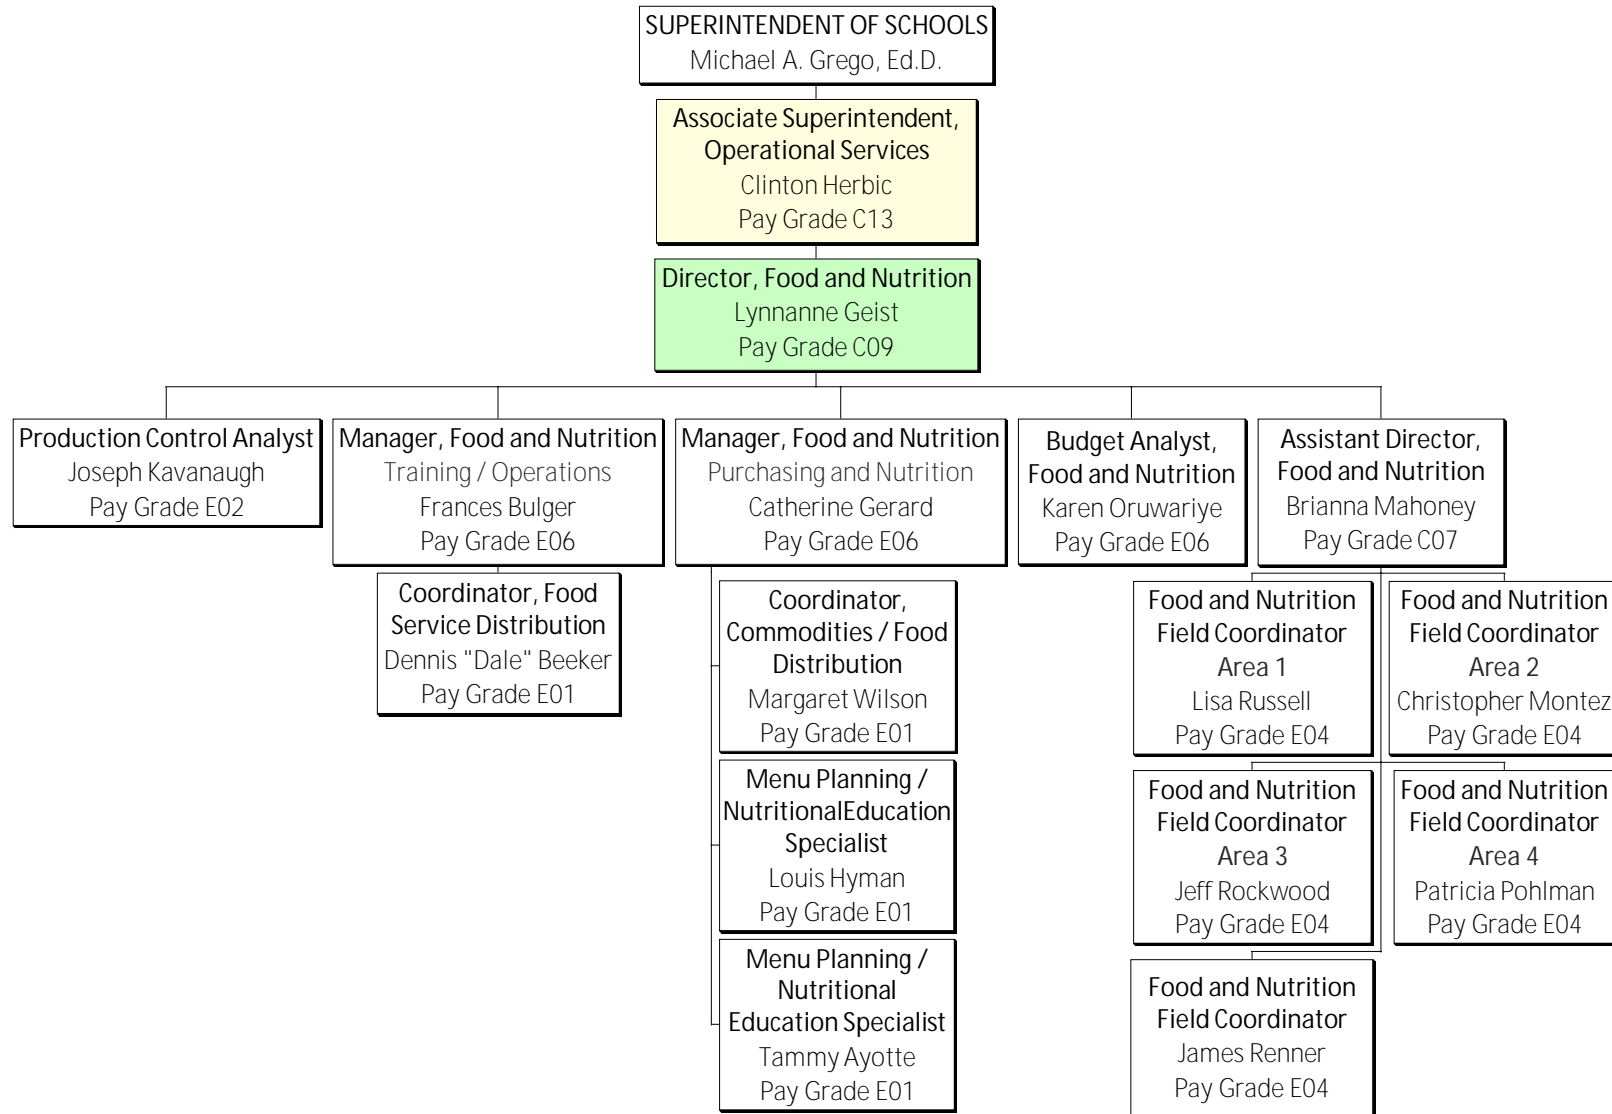 SUPERINTENDENT OF SCHOOLS
Michael A. Grego, Ed.D.
Associate Superintendent,
Operational Services
Clinton Herbic
Pay Grade C13
Director, Food and Nutrition
Lynnanne Geist
Pay Grade C09
Production Control Analyst
Joseph Kavanaugh
Pay Grade E02
Manager, Food and Nutrition
Training / Operations
Frances Bulger
Pay Grade E06
Manager, Food and Nutrition
Purchasing and Nutrition
Catherine Gerard
Pay Grade E06
Budget Analyst,
Food and Nutrition
Karen Oruwariye
Pay Grade E06
Assistant Director,
Food and Nutrition
Brianna Mahoney
Pay Grade C07
Coordinator, Food
Service Distribution
Dennis "Dale" Beeker
Pay Grade E01
Coordinator,
Commodities / Food
Distribution
Margaret Wilson
Pay Grade E01
Menu Planning /
NutritionalEducation
Specialist
Louis Hyman
Pay Grade E01
Menu Planning /
Nutritional
Education Specialist
Tammy Ayotte
Pay Grade E01
Food and Nutrition
Field Coordinator
Area 1
Lisa Russell
Pay Grade E04
Food and Nutrition
Field Coordinator
Area 2
Christopher Montez
Pay Grade E04
Food and Nutrition
Field Coordinator
Area 3
Jeff Rockwood
Pay Grade E04
Food and Nutrition
Field Coordinator
Area 4
Patricia Pohlman
Pay Grade E04
Food and Nutrition
Field Coordinator
James Renner
Pay Grade E04